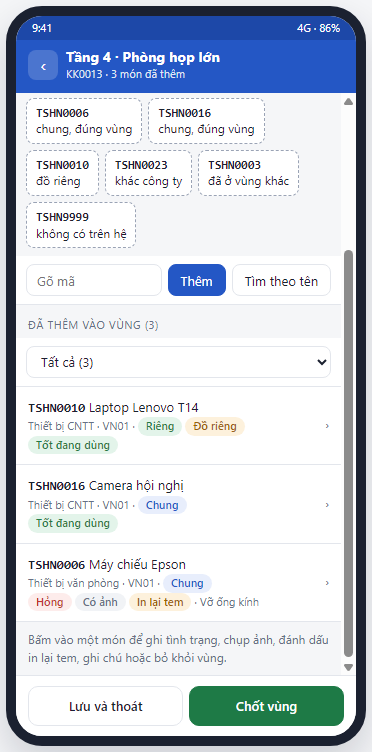 9:41 4G · 86%
‹ Tầng 4 · Phòng họp lớn
KK0013 · 3 món đã thêm
TSHN0006 TSHN0016
chung, đúng vùng chung, đúng vùng
TSHN0010 TSHN0023 TSHN0003
đồ riêng khác công ty đã ở vùng khác
TSHN9999
không có trên hệ
Gõ mã Thêm Tìm theo tên
ĐÃ THÊM VÀO VÙNG (3)
Tất cả (3)
TSHN0010 Laptop Lenovo T14
Thiết bị CNTT · VN01 · Riêng Đồ riêng ›
Tốt đang dùng
TSHN0016 Camera hội nghị
Thiết bị CNTT · VN01 · Chung ›
Tốt đang dùng
TSHN0006 Máy chiếu Epson
Thiết bị văn phòng · VN01 · Chung ›
Hỏng Có ảnh In lại tem · Vỡ ống kính
Bấm vào một món để ghi tình trạng, chụp ảnh, đánh dấu
in lại tem, ghi chú hoặc bỏ khỏi vùng.
Lưu và thoát Chốt vùng